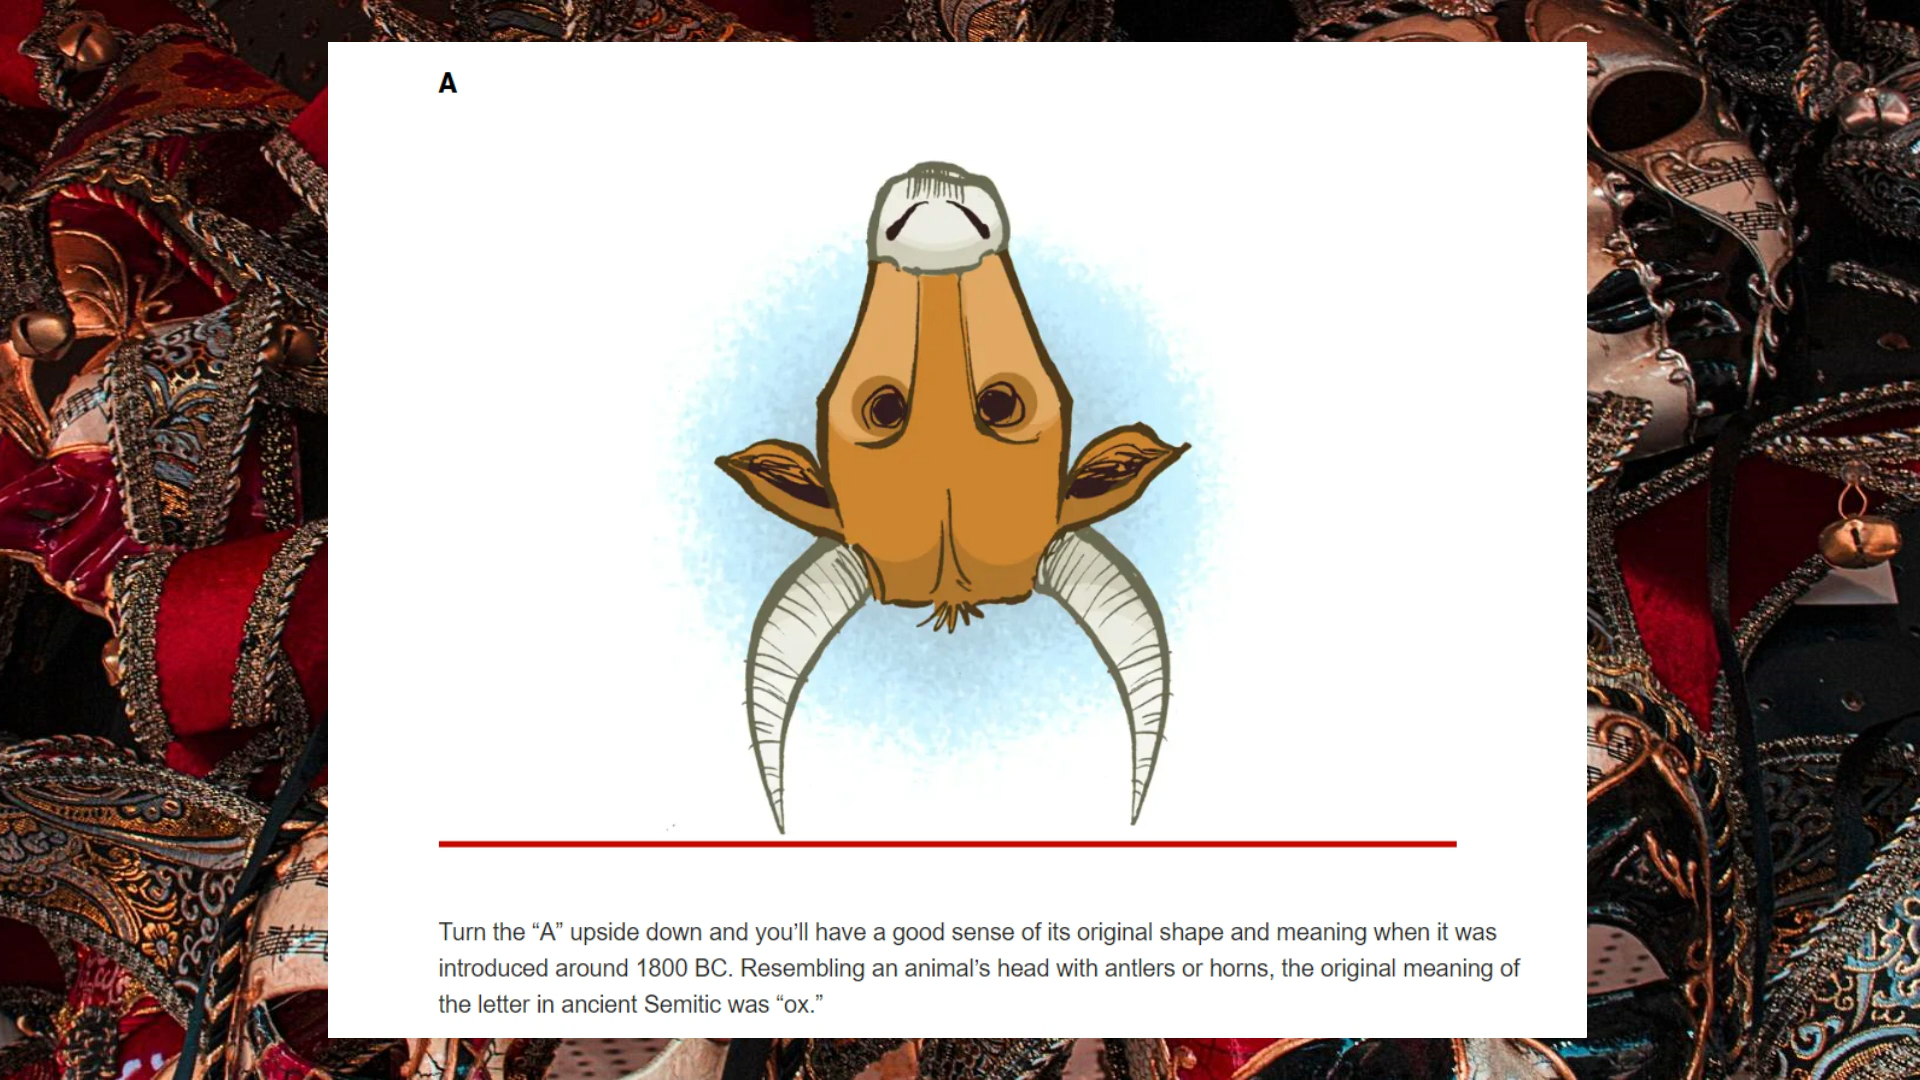 A
Turn the “A” upside down and you’ll have a good sense of its original shape and meaning when it was
introduced around 1800 BC. Resembling an animal’s head with antlers or horns, the original meaning of
the letter in ancient Semitic was “ox.”